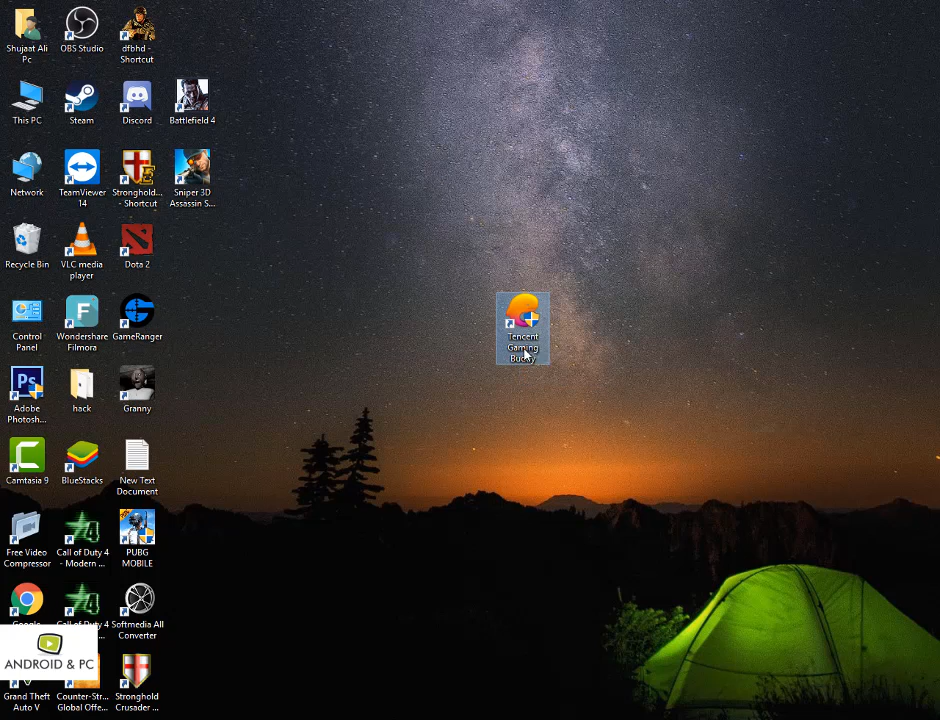 Shujaat Ali
Pc
OBS Studio
dfbhd -
Shortcut
This PC
Steam
Discord
Battlefield 4
Network
TeamViewer
14
Stronghold...
- Shortcut
Sniper 3D
Assassin S...
Recycle Bin
VLC media
player
Dota 2
Control
Panel
Wondershare
Filmora
GameRanger
Tencent
Gaming
Buddy
Ps
Adobe
Photosh...
hack
Granny
Camtasia 9
BlueStacks
New Text
Document
Free Video
Compressor
Call of Duty 4
- Modern ...
PUBG
MOBILE
Google
Call of Duty 4
Softmedia All
Converter
ANDROID & PC
Grand Theft
Auto V
Counter-Str...
Global Offe...
Stronghold
Crusader ...